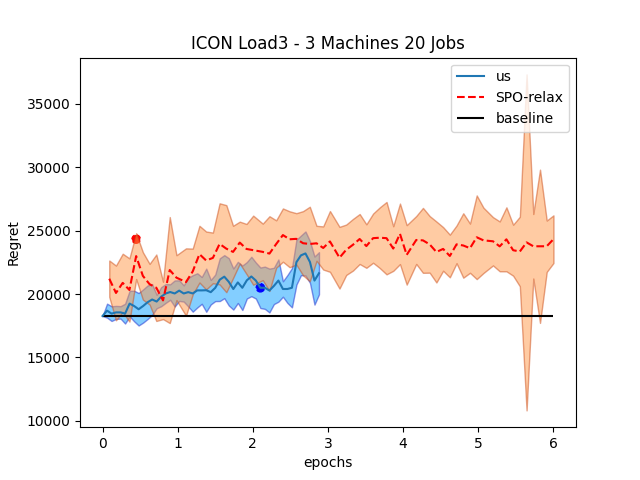 ICON Load3 - 3 Machines 20 Jobs
us
SPO-relax
baseline
Regret
35000
30000
25000
20000
15000
10000
0 1 2 3 4 5 6
epochs